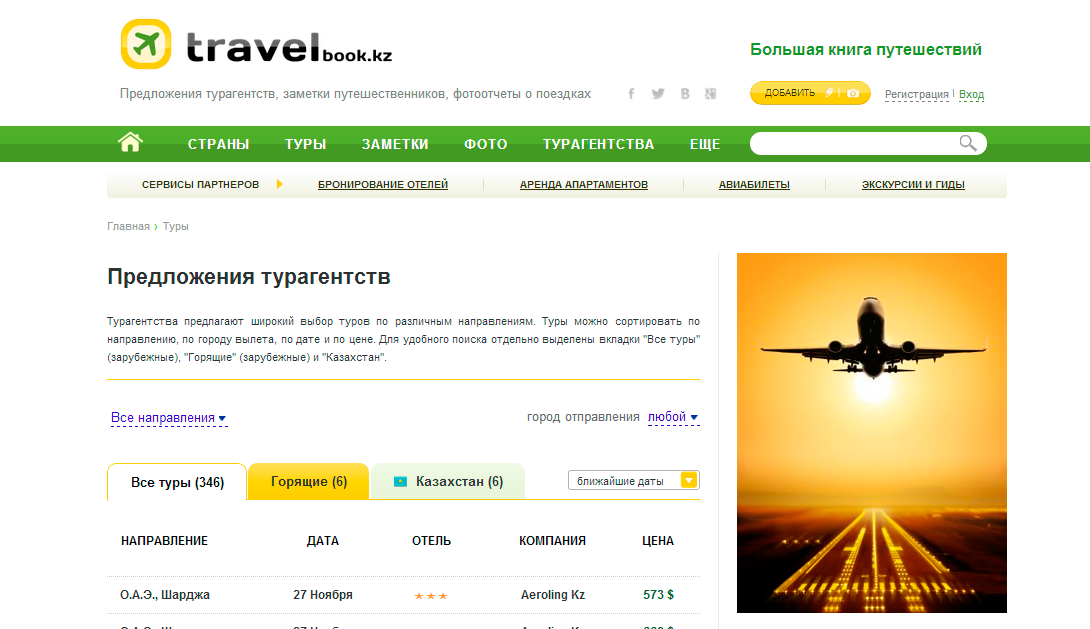 travelbook.kz
Большая книга путешествий
Предложения турагентств, заметки путешественников, фотоотчеты о поездках
ДОБАВИТЬ
Регистрация | Вход
СТРАНЫ ТУРЫ ЗАМЕТКИ ФОТО ТУРАГЕНТСТВА ЕЩЕ
СЕРВИСЫ ПАРТНЕРОВ БРОНИРОВАНИЕ ОТЕЛЕЙ АРЕНДА АПАРТАМЕНТОВ АВИАБИЛЕТЫ ЭКСКУРСИИ И ГИДЫ
Главная › Туры
Предложения турагентств
Турагентства предлагают широкий выбор туров по различным направлениям. Туры можно сортировать по
направлению, по городу вылета, по дате и по цене. Для удобного поиска отдельно выделены вкладки "Все туры"
(зарубежные), "Горящие" (зарубежные) и "Казахстан".
Все направления
город отправления любой
Все туры (346) Горящие (6) Казахстан (6) ближайшие даты
НАПРАВЛЕНИЕ ДАТА ОТЕЛЬ КОМПАНИЯ ЦЕНА
О.А.Э., Шарджа 27 Ноября Aeroling Kz 573 $